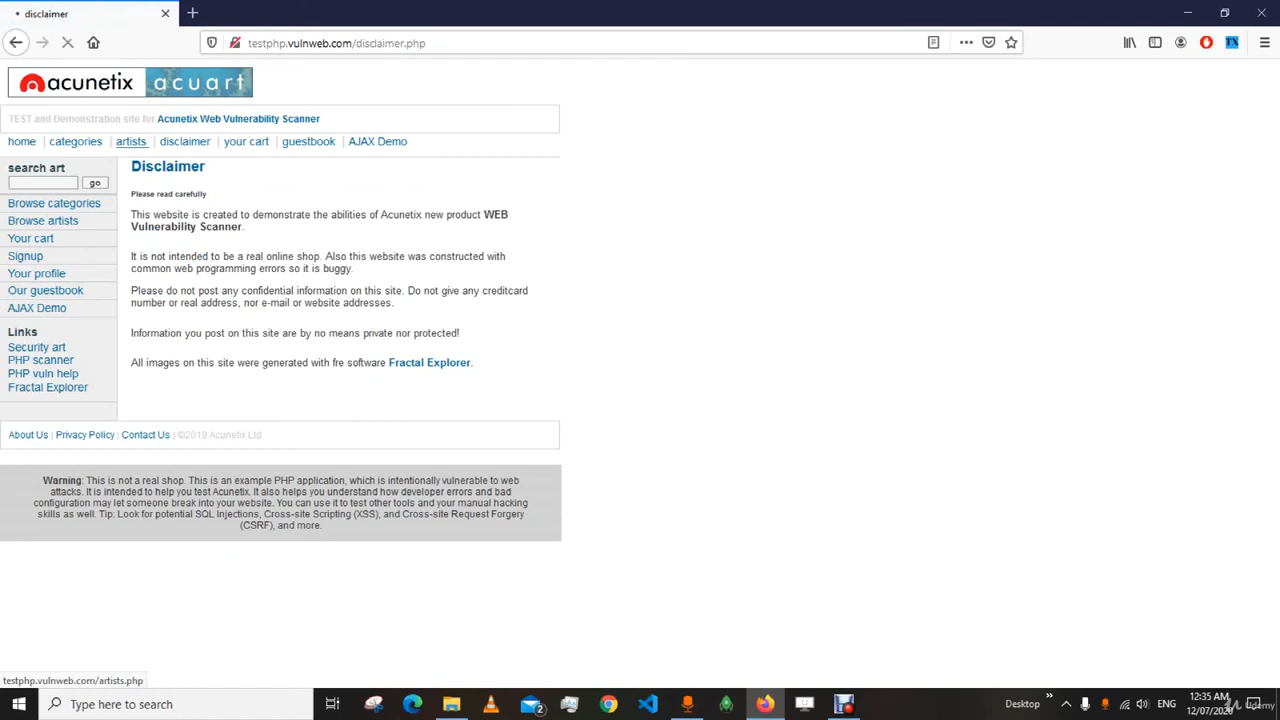 disclaimer
testphp.vulnweb.com/disclaimer.php
acunetix acuart
TEST and Demonstration site for Acunetix Web Vulnerability Scanner
home | categories | artists | disclaimer | your cart | guestbook | AJAX Demo
search art
go
Browse categories
Browse artists
Your cart
Signup
Your profile
Our guestbook
AJAX Demo
Links
Security art
PHP scanner
PHP vuln help
Fractal Explorer
Disclaimer
Please read carefully
This website is created to demonstrate the abilities of Acunetix new product WEB
Vulnerability Scanner.
It is not intended to be a real online shop. Also this website was constructed with
common web programming errors so it is buggy.
Please do not post any confidential information on this site. Do not give any creditcard
number or real address, nor e-mail or website addresses.
Information you post on this site are by no means private nor protected!
All images on this site were generated with fre software Fractal Explorer.
About Us | Privacy Policy | Contact Us | ©2019 Acunetix Ltd
Warning: This is not a real shop. This is an example PHP application, which is intentionally vulnerable to web
attacks. It is intended to help you test Acunetix. It also helps you understand how developer errors and bad
configuration may let someone break into your website. You can use it to test other tools and your manual hacking
skills as well. Tip: Look for potential SQL Injections, Cross-site Scripting (XSS), and Cross-site Request Forgery
(CSRF), and more.
testphp.vulnweb.com/artists.php
Type here to search
2
TX
Desktop
ENG
12:35 AM
Udemy